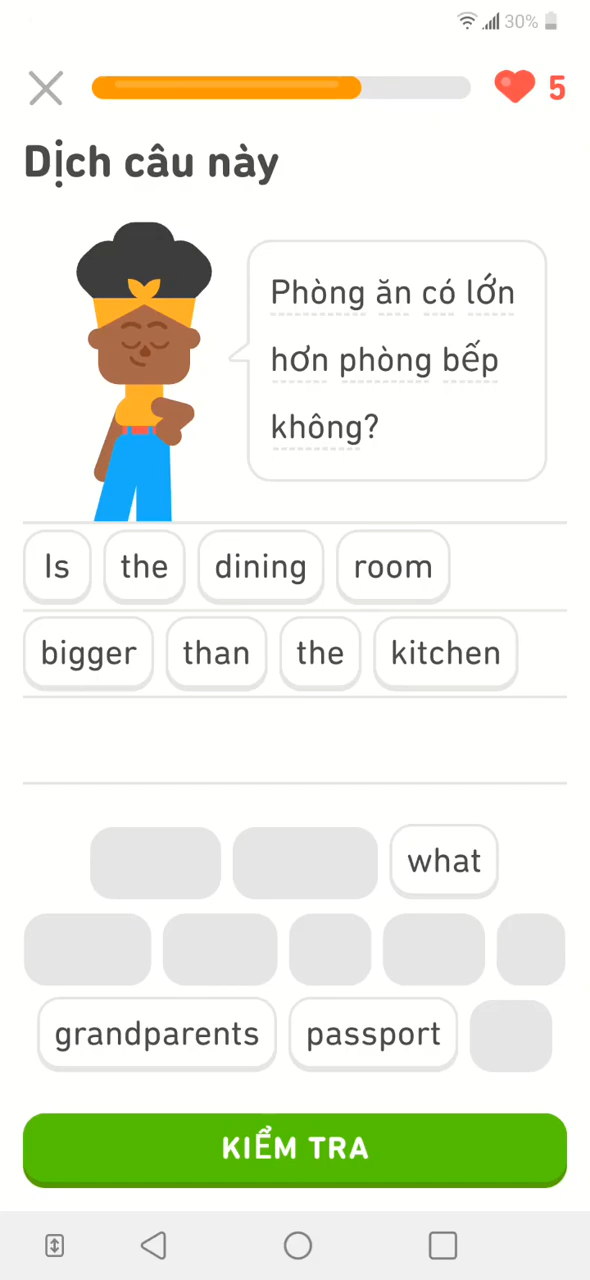 30%
5
Dịch câu này
Phòng ăn có lớn
hơn phòng bếp
không?
Is the dining room
bigger than the kitchen
what
grandparents passport
KIỂM TRA